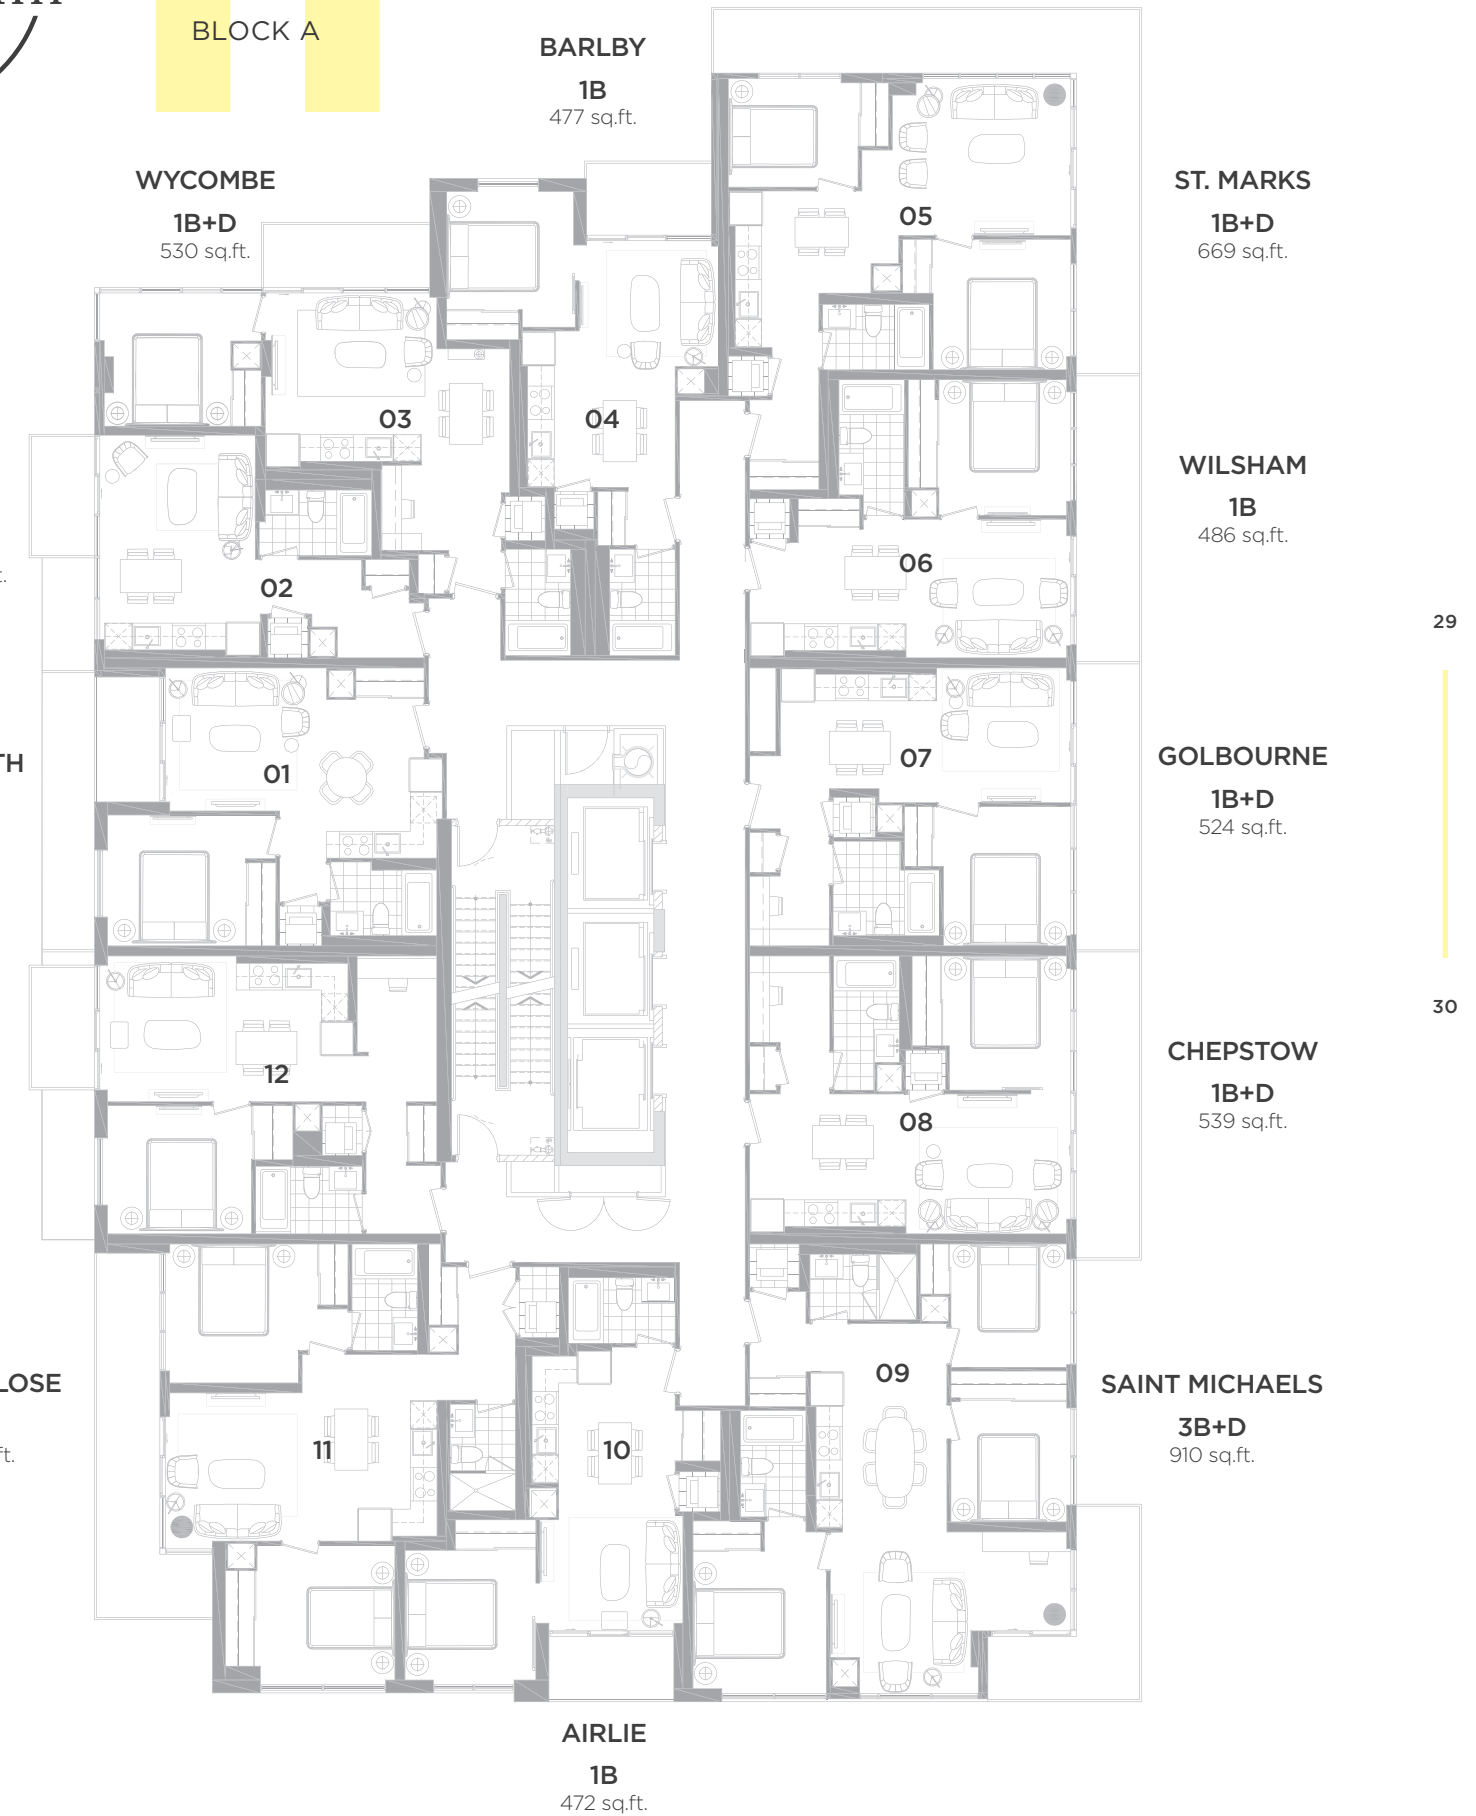 BLOCK A
BARLBY
1B
477 sq.ft.
WYCOMBE
1B+D
530 sq.ft.
ST. MARKS
1B+D
669 sq.ft.
05
03
04
WILSHAM
1B
486 sq.ft.
06
02
29
TH
01
07
GOLBOURNE
1B+D
524 sq.ft.
30
12
08
CHEPSTOW
1B+D
539 sq.ft.
LOSE
ft.
09
SAINT MICHAELS
3B+D
910 sq.ft.
11
10
AIRLIE
1B
472 sq.ft.